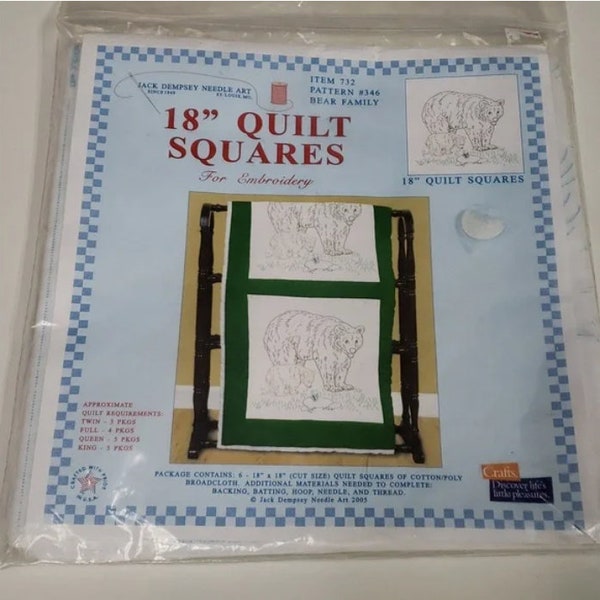 JACK DEMPSEY NEEDLE ART
SINCE 1949
ST LOUIS, MO.
18” QUILT
SQUARES
For Embroidery
ITEM 732
PATTERN #346
BEAR FAMILY
18” QUILT SQUARES
APPROXIMATE
QUILT REQUIREMENTS:
TWIN - 3 PKGS
FULL - 4 PKGS
QUEEN - 5 PKGS
KING - 5 PKGS
CRAFTED WITH PRIDE
U.S.A.
PACKAGE CONTAINS: 6 - 18” x 18” (CUT SIZE) QUILT SQUARES OF COTTON/POLY
BROADCLOTH. ADDITIONAL MATERIALS NEEDED TO COMPLETE:
BACKING, BATTING, HOOP, NEEDLE, AND THREAD.
© Jack Dempsey Needle Art 2005
Crafts.
Discover life's
little pleasures.